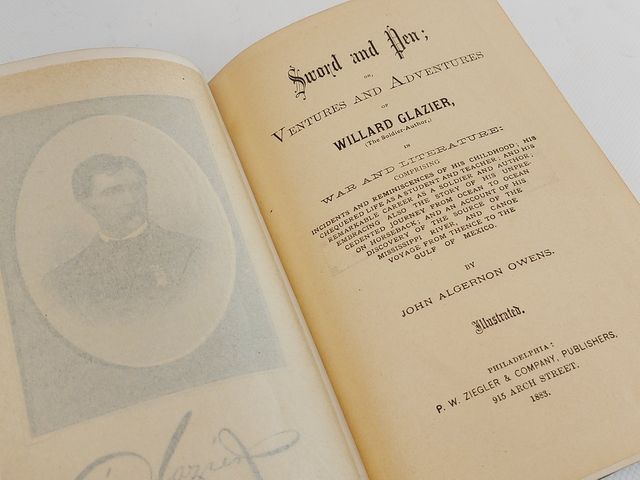 Sword and Pen;
OR,
VENTURES AND ADVENTURES
OF
WILLARD GLAZIER,
(The Soldier-Author,)
IN
WAR AND LITERATURE:
COMPRISING
INCIDENTS AND REMINISCENCES OF HIS CHILDHOOD; HIS
CHEQUERED LIFE AS A STUDENT AND TEACHER; AND HIS
REMARKABLE CAREER AS A SOLDIER AND AUTHOR;
EMBRACING ALSO THE STORY OF HIS UNPRE-
CEDENTED JOURNEY FROM OCEAN TO OCEAN
ON HORSEBACK; AND AN ACCOUNT OF HIS
DISCOVERY OF THE SOURCE OF THE
MISSISSIPPI RIVER, AND CANOE
VOYAGE FROM THENCE TO THE
GULF OF MEXICO.
BY
JOHN ALGERNON OWENS.
Illustrated.
PHILADELPHIA:
P. W. ZIEGLER & COMPANY, PUBLISHERS,
915 ARCH STREET.
1883.
Glazier